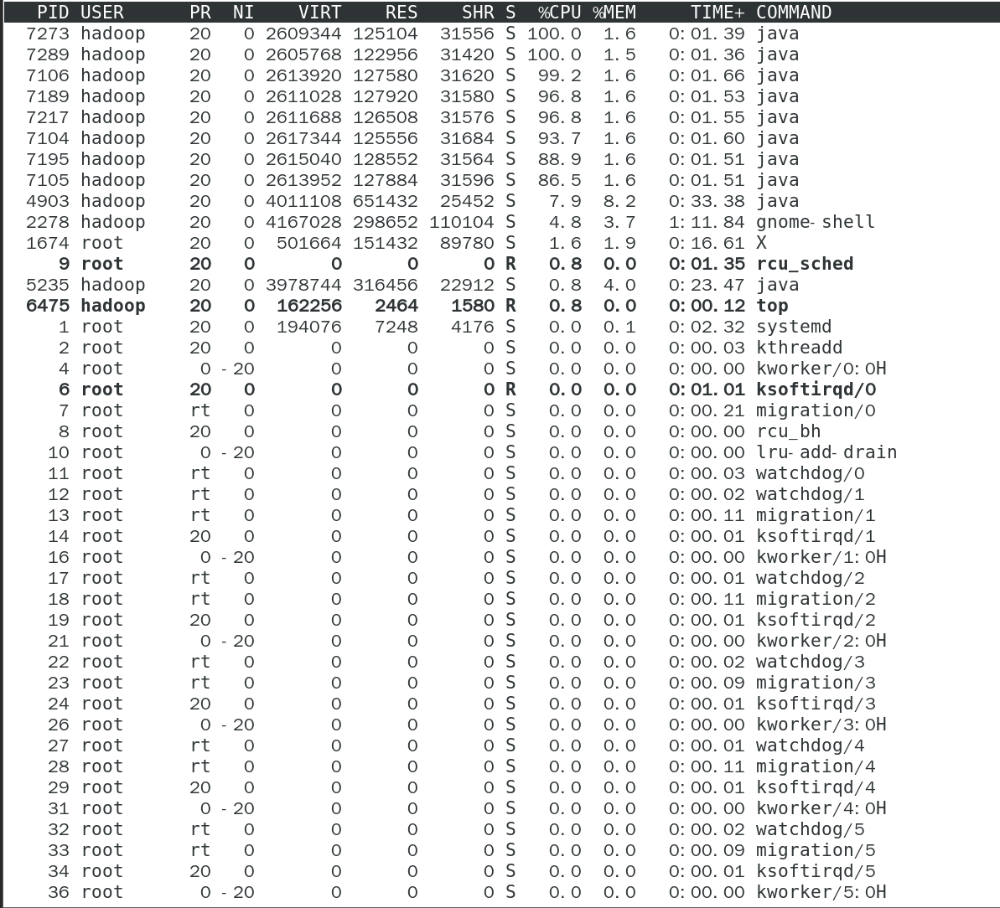 PID USER PR NI VIRT RES SHR S %CPU %MEM TIME+ COMMAND
7273 hadoop 20 0 2609344 125104 31556 S 100.0 1.6 0:01.39 java
7289 hadoop 20 0 2605768 122956 31420 S 100.0 1.5 0:01.36 java
7106 hadoop 20 0 2613920 127580 31620 S 99.2 1.6 0:01.66 java
7189 hadoop 20 0 2611028 127920 31580 S 96.8 1.6 0:01.53 java
7217 hadoop 20 0 2611688 126508 31576 S 96.8 1.6 0:01.55 java
7104 hadoop 20 0 2617344 125556 31684 S 93.7 1.6 0:01.60 java
7195 hadoop 20 0 2615040 128552 31564 S 88.9 1.6 0:01.51 java
7105 hadoop 20 0 2613952 127884 31596 S 86.5 1.6 0:01.51 java
4903 hadoop 20 0 4011108 651432 25452 S 7.9 8.2 0:33.38 java
2278 hadoop 20 0 4167028 298652 110104 S 4.8 3.7 1:11.84 gnome-shell
1674 root 20 0 501664 151432 89780 S 1.6 1.9 0:16.61 X
9 root 20 0 0 0 0 R 0.8 0.0 0:01.35 rcu_sched
5235 hadoop 20 0 3978744 316456 22912 S 0.8 4.0 0:23.47 java
6475 hadoop 20 0 162256 2464 1580 R 0.8 0.0 0:00.12 top
1 root 20 0 194076 7248 4176 S 0.0 0.1 0:02.32 systemd
2 root 20 0 0 0 0 S 0.0 0.0 0:00.03 kthreadd
4 root 0 -20 0 0 0 S 0.0 0.0 0:00.00 kworker/0:0H
6 root 20 0 0 0 0 R 0.0 0.0 0:01.01 ksoftirqd/0
7 root rt 0 0 0 0 S 0.0 0.0 0:00.21 migration/0
8 root 20 0 0 0 0 S 0.0 0.0 0:00.00 rcu_bh
10 root 0 -20 0 0 0 S 0.0 0.0 0:00.00 lru-add-drain
11 root rt 0 0 0 0 S 0.0 0.0 0:00.03 watchdog/0
12 root rt 0 0 0 0 S 0.0 0.0 0:00.02 watchdog/1
13 root rt 0 0 0 0 S 0.0 0.0 0:00.11 migration/1
14 root 20 0 0 0 0 S 0.0 0.0 0:00.01 ksoftirqd/1
16 root 0 -20 0 0 0 S 0.0 0.0 0:00.00 kworker/1:0H
17 root rt 0 0 0 0 S 0.0 0.0 0:00.01 watchdog/2
18 root rt 0 0 0 0 S 0.0 0.0 0:00.11 migration/2
19 root 20 0 0 0 0 S 0.0 0.0 0:00.01 ksoftirqd/2
21 root 0 -20 0 0 0 S 0.0 0.0 0:00.00 kworker/2:0H
22 root rt 0 0 0 0 S 0.0 0.0 0:00.02 watchdog/3
23 root rt 0 0 0 0 S 0.0 0.0 0:00.09 migration/3
24 root 20 0 0 0 0 S 0.0 0.0 0:00.01 ksoftirqd/3
26 root 0 -20 0 0 0 S 0.0 0.0 0:00.00 kworker/3:0H
27 root rt 0 0 0 0 S 0.0 0.0 0:00.01 watchdog/4
28 root rt 0 0 0 0 S 0.0 0.0 0:00.11 migration/4
29 root 20 0 0 0 0 S 0.0 0.0 0:00.01 ksoftirqd/4
31 root 0 -20 0 0 0 S 0.0 0.0 0:00.00 kworker/4:0H
32 root rt 0 0 0 0 S 0.0 0.0 0:00.02 watchdog/5
33 root rt 0 0 0 0 S 0.0 0.0 0:00.09 migration/5
34 root 20 0 0 0 0 S 0.0 0.0 0:00.01 ksoftirqd/5
36 root 0 -20 0 0 0 S 0.0 0.0 0:00.00 kworker/5:0H